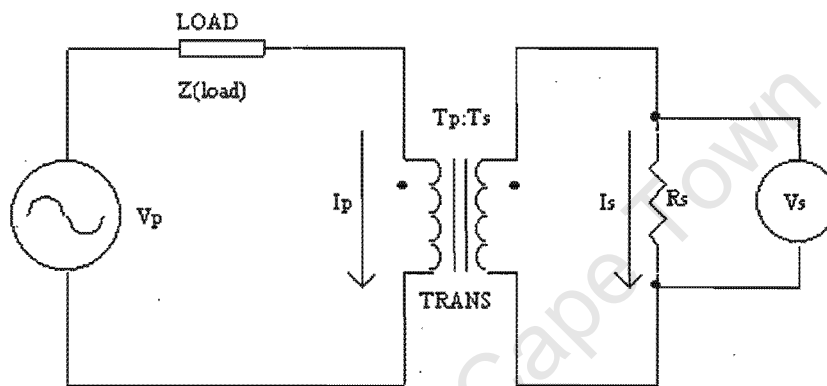 LOAD
Z(load)
Tp:Ts
Vp
Ip
Is
Rs
Vs
TRANS
Cape Town